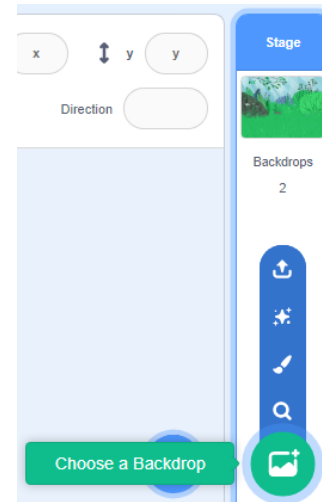 Stage
x
y
y
Direction
Backdrops
2
Choose a Backdrop